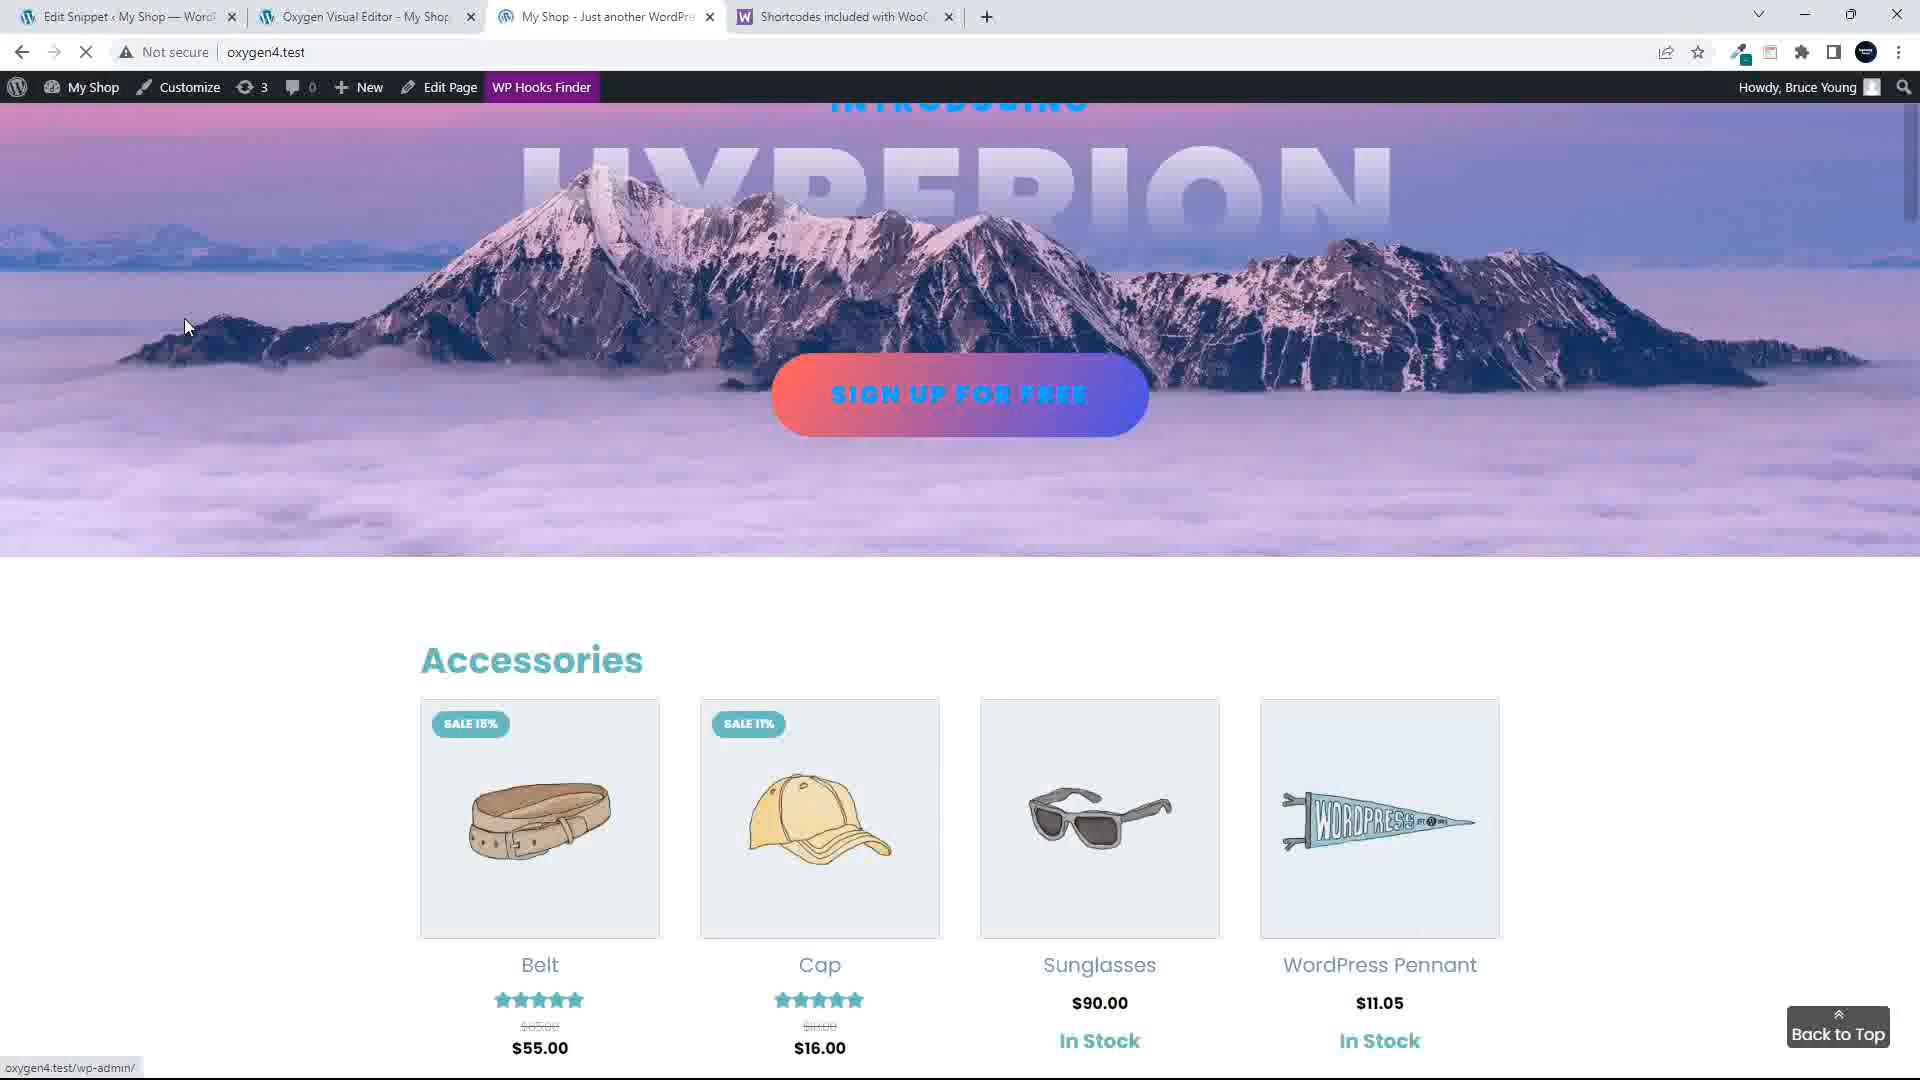 Edit Snippet ‹ My Shop — Word
Oxygen Visual Editor - My Shop
My Shop - Just another WordPre
Shortcodes included with WooC
Not secure
oxygen4.test
My Shop
Customize
3
0
New
Edit Page
WP Hooks Finder
Howdy, Bruce Young
INTRODUCING
HYPERION
SIGN UP FOR FREE
Accessories
SALE 15%
SALE 11%
WORDPRESS
Belt
Cap
Sunglasses
WordPress Pennant
$65.00
$55.00
$18.00
$16.00
$90.00
In Stock
$11.05
In Stock
Back to Top
oxygen4.test/wp-admin/